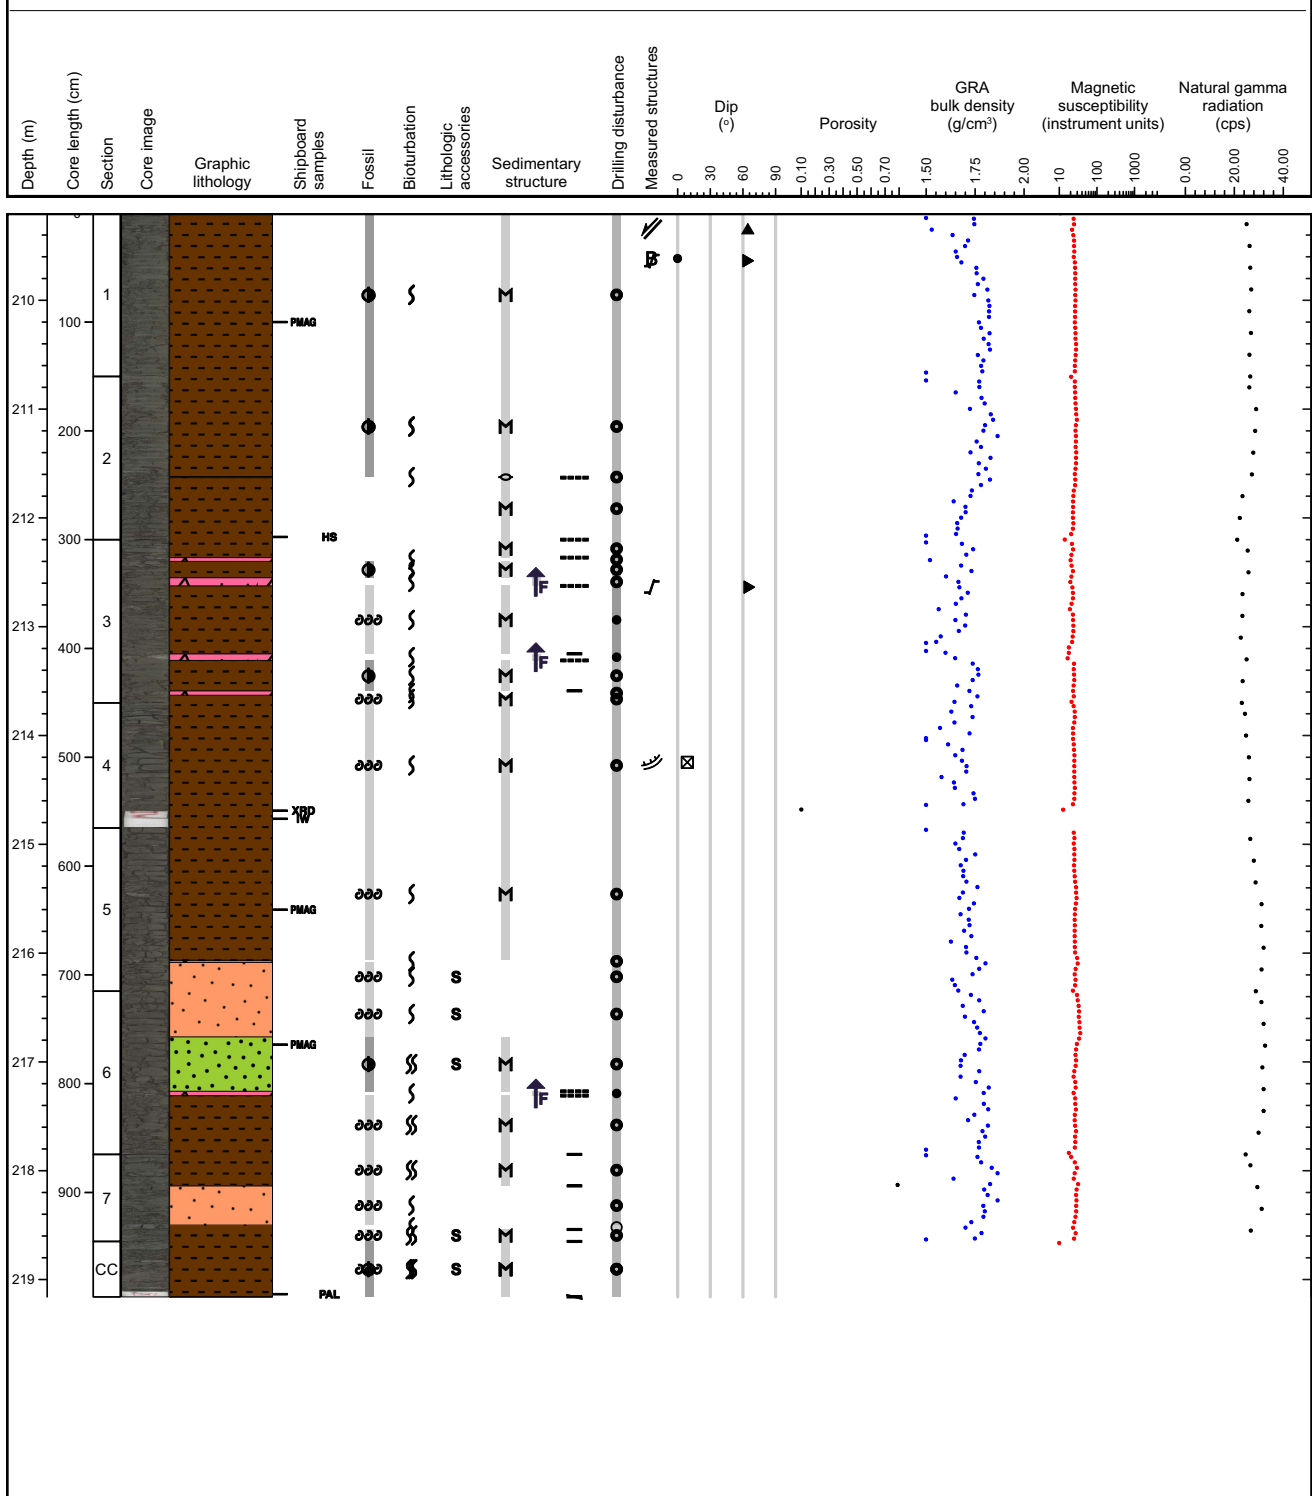 Depth (m)
Core length (cm)
Section
Core image
Graphic
lithology
Shipboard
samples
Fossil
Bioturbation
Lithologic
accessories
Sedimentary
structure
Drilling disturbance
Measured structures
Dip
(o)
Porosity
GRA
bulk density
(g/cm3)
Magnetic
susceptibility
(instrument units)
Natural gamma
radiation
(cps)
0 30 60 90
0.10 0.30 0.50 0.70
1.50 1.75 2.00
10 100 1000
0.00 20.00 40.00
0
B
210 1
100 PMAG
211
200
2
212
300 HS
F
213 3
400 F
214
500 4
XRD
IW
215
600
5 PMAG
216
700 S
S
PMAG
217 6 S
800 F
218
900 7
S
CC S
219
PAL